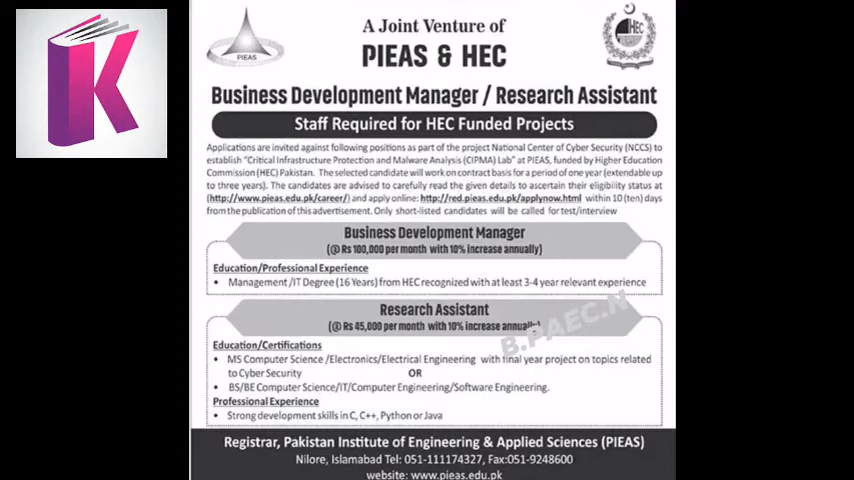 K
PIEAS
HEC
A Joint Venture of
PIEAS & HEC
Business Development Manager / Research Assistant
Staff Required for HEC Funded Projects
Applications are invited against following positions as part of the project National Center of Cyber Security (NCCS) to
establish "Critical Infrastructure Protection and Malware Analysis (CIPMA) Lab" at PIEAS, funded by Higher Education
Commission (HEC) Pakistan. The selected candidate will work on contract basis for a period of one year (extendable up
to three years). The candidates are advised to carefully read the given details to ascertain their eligibility status at
(http://www.pieas.edu.pk/career/) and apply online: http://red.pieas.edu.pk/applynow.html within 10 (ten) days
from the publication of this advertisement. Only short-listed candidates will be called for test/interview
Business Development Manager
(@ Rs 100,000 per month with 10% increase annually)
Education/Professional Experience
• Management /IT Degree (16 Years) from HEC recognized with at least 3-4 year relevant experience
Research Assistant
(@ Rs 45,000 per month with 10% increase annually)
B.PAEC.N
Education/Certifications
• MS Computer Science /Electronics/Electrical Engineering with final year project on topics related
to Cyber Security OR
• BS/BE Computer Science/IT/Computer Engineering/Software Engineering.
Professional Experience
• Strong development skills in C, C++, Python or Java
Registrar, Pakistan Institute of Engineering & Applied Sciences (PIEAS)
Nilore, Islamabad Tel: 051-111174327, Fax:051-9248600
website: www.pieas.edu.pk